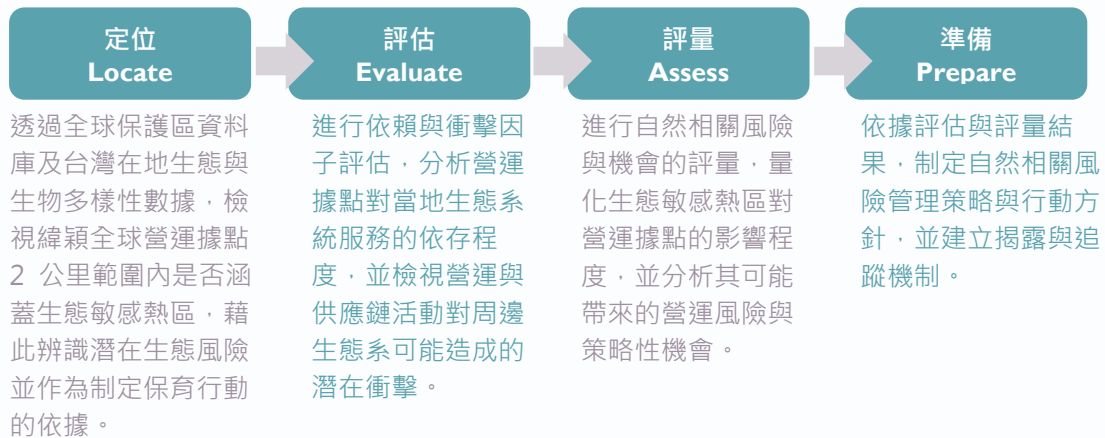 定位
Locate
透過全球保護區資料
庫及台灣在地生態與
生物多樣性數據，檢
視緯穎全球營運據點
2 公里範圍內是否涵
蓋生態敏感熱區，藉
此辨識潛在生態風險
並作為制定保育行動
的依據。
評估
Evaluate
進行依賴與衝擊因
子評估，分析營運
據點對當地生態系
統服務的依存程
度，並檢視營運與
供應鏈活動對周邊
生態系可能造成的
潛在衝擊。
評量
Assess
進行自然相關風險
與機會的評量，量
化生態敏感熱區對
營運據點的影響程
度，並分析其可能
帶來的營運風險與
策略性機會。
準備
Prepare
依據評估與評量結
果，制定自然相關風
險管理策略與行動方
針，並建立揭露與追
蹤機制。